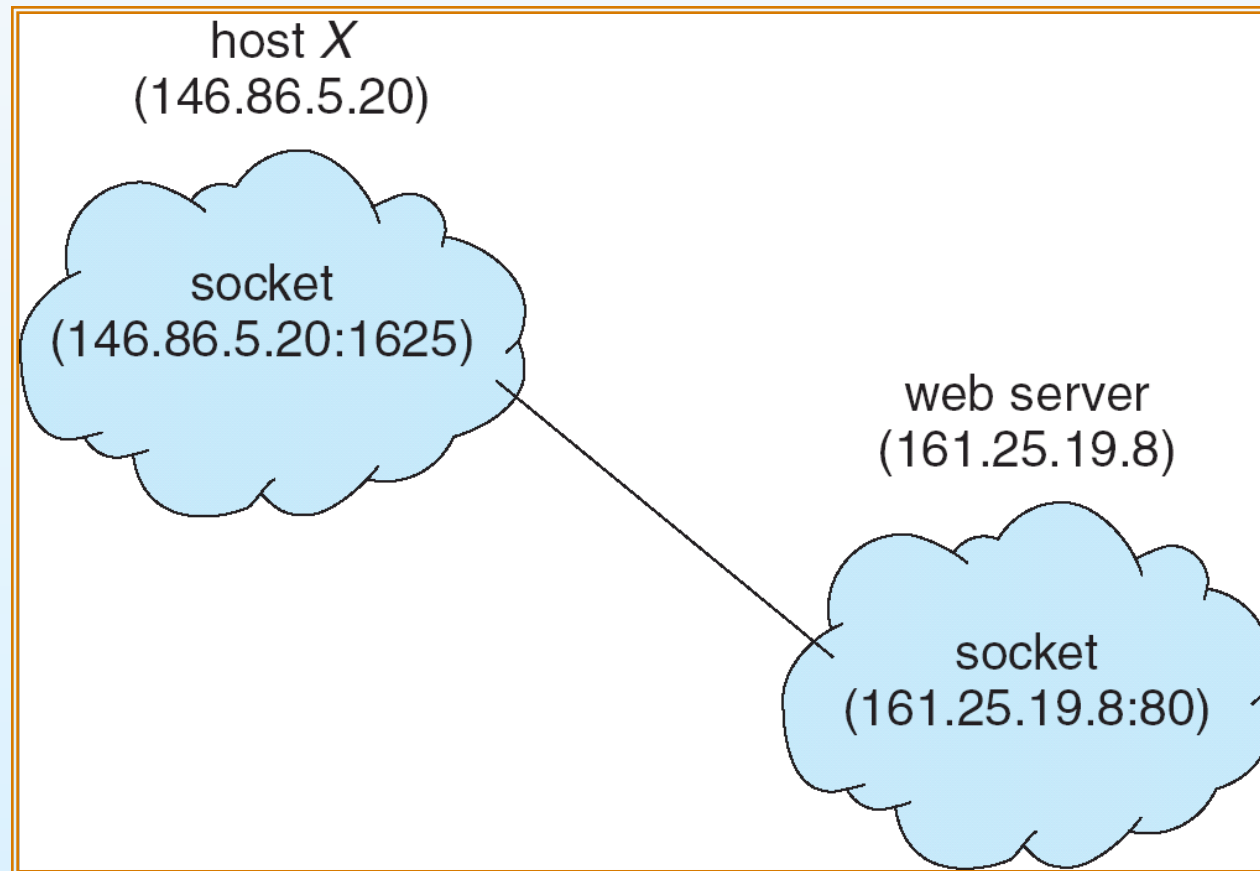 host X
(146.86.5.20)
socket
(146.86.5.20:1625)
web server
(161.25.19.8)
socket
(161.25.19.8:80)